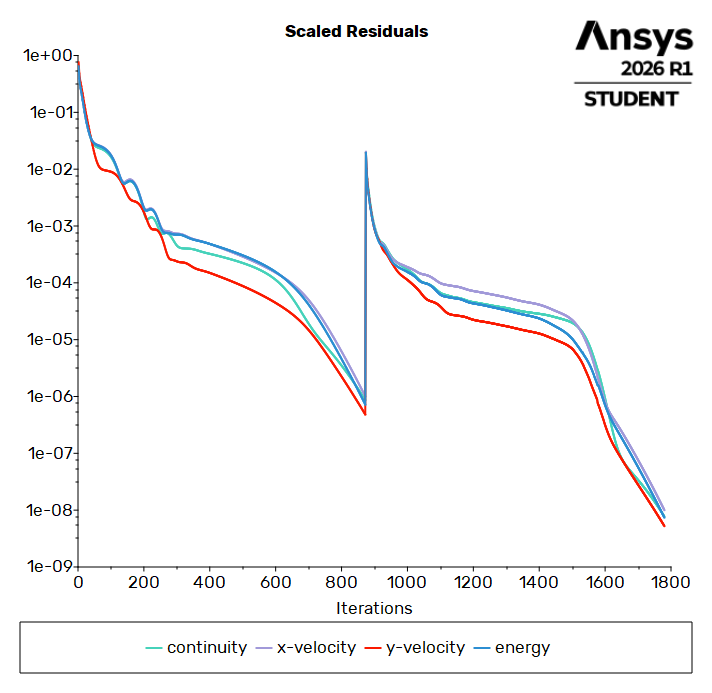 Scaled Residuals
Ansys
2026 R1
STUDENT
1e+00
1e-01
1e-02
1e-03
1e-04
1e-05
1e-06
1e-07
1e-08
1e-09
0 200 400 600 800 1000 1200 1400 1600 1800
Iterations
continuity x-velocity y-velocity energy